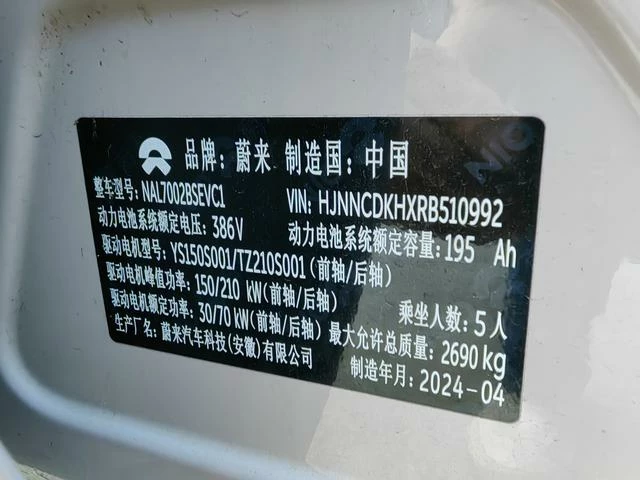 品牌: 蔚来 制造国: 中国
整车型号: NAL7002BSEVC1 VIN: HJNNCDKHXRB510992
动力电池系统额定电压: 386V 动力电池系统额定容量: 195 Ah
驱动电机型号: YS150S001/TZ210S001(前轴/后轴)
驱动电机峰值功率: 150/210 kW(前轴/后轴)
驱动电机额定功率: 30/70 kW(前轴/后轴) 乘坐人数: 5人
生产厂名: 蔚来汽车科技(安徽)有限公司 最大允许总质量: 2690kg
制造年月: 2024-04
NIO